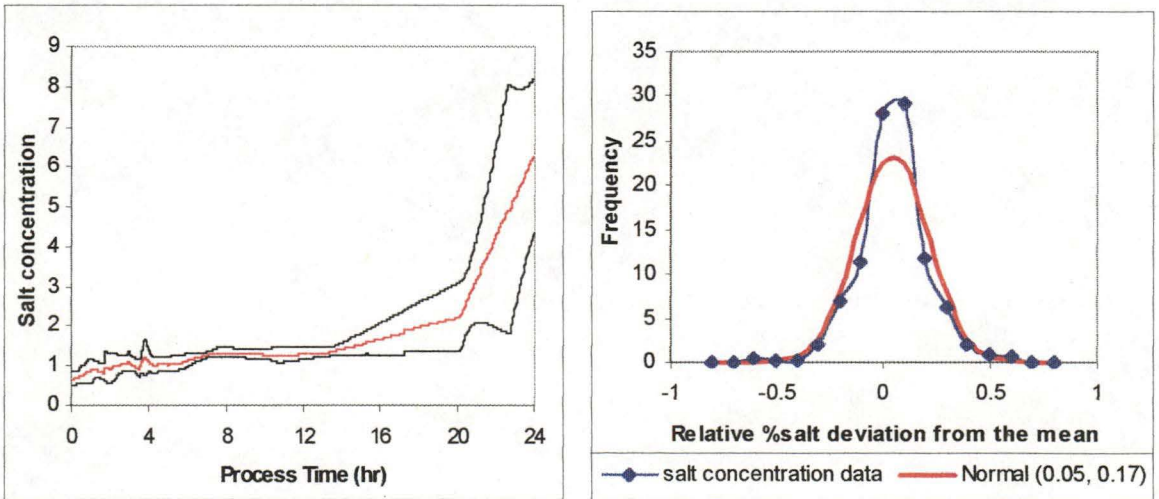 9
8
7
6
5
4
3
2
1
0
Salt concentration
0 4 8 12 16 20 24
Process Time (hr)
35
30
25
20
15
10
5
0
Frequency
-1 -0.5 0 0.5 1
Relative %salt deviation from the mean
salt concentration data Normal (0.05, 0.17)